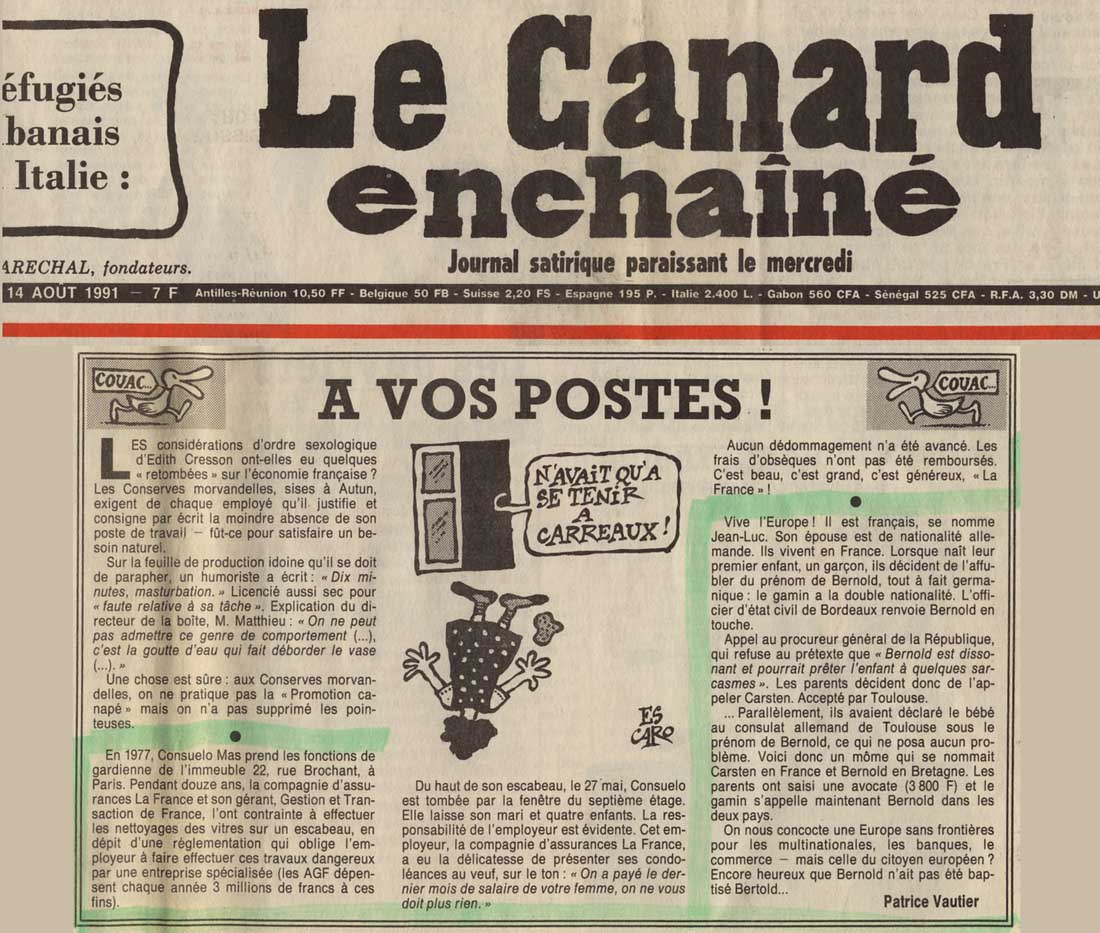 éfugiés
banais
Italie :
Le Canard
enchaîné
Journal satirique paraissant le mercredi
ARECHAL, fondateurs.
14 AOÛT 1991 — 7 F Antilles-Réunion 10,50 FF - Belgique 50 FB - Suisse 2,20 FS - Espagne 195 P. - Italie 2.400 L. - Gabon 560 CFA - Sénégal 525 CFA - R.F.A. 3,30 DM - U
COUAC...
A VOS POSTES !
COUAC...
LES considérations d'ordre sexologique
d'Edith Cresson ont-elles eu quelques
« retombées » sur l'économie française ?
Les Conserves morvandelles, sises à Autun,
exigent de chaque employé qu'il justifie et
consigne par écrit la moindre absence de son
poste de travail — fût-ce pour satisfaire un be-
soin naturel.
Sur la feuille de production idoine qu'il se doit
de parapher, un humoriste a écrit : « Dix mi-
nutes, masturbation. » Licencié aussi sec pour
« faute relative à sa tâche ». Explication du di-
recteur de la boîte, M. Matthieu : « On ne peut
pas admettre ce genre de comportement (...),
c'est la goutte d'eau qui fait déborder le vase
(...). »
Une chose est sûre : aux Conserves morvan-
delles, on ne pratique pas la « Promotion ca-
napé » mais on n'a pas supprimé les poin-
teuses.
En 1977, Consuelo Mas prend les fonctions de
gardienne de l'immeuble 22, rue Brochant, à
Paris. Pendant douze ans, la compagnie d'assu-
rances La France et son gérant, Gestion et Tran-
saction de France, l'ont contrainte à effectuer
les nettoyages des vitres sur un escabeau, en
dépit d'une réglementation qui oblige l'em-
ployeur à faire effectuer ces travaux dangereux
par une entreprise spécialisée (les AGF dépen-
sent chaque année 3 millions de francs à ces
fins).
N'AVAIT QU'A
SE TENIR
A
CARREAUX !
ES
CARO
Du haut de son escabeau, le 27 mai, Consuelo
est tombée par la fenêtre du septième étage.
Elle laisse son mari et quatre enfants. La res-
ponsabilité de l'employeur est évidente. Cet em-
ployeur, la compagnie d'assurances La France,
a eu la délicatesse de présenter ses condo-
léances au veuf, sur le ton : « On a payé le der-
nier mois de salaire de votre femme, on ne vous
doit plus rien. »
Aucun dédommagement n'a été avancé. Les
frais d'obsèques n'ont pas été remboursés.
C'est beau, c'est grand, c'est généreux, « La
France » !
Vive l'Europe ! Il est français, se nomme
Jean-Luc. Son épouse est de nationalité alle-
mande. Ils vivent en France. Lorsque naît leur
premier enfant, un garçon, ils décident de l'affu-
bler du prénom de Bernold, tout à fait germa-
nique : le gamin a la double nationalité. L'offi-
cier d'état civil de Bordeaux renvoie Bernold en
touche.
Appel au procureur général de la République,
qui refuse au prétexte que « Bernold est disso-
nant et pourrait prêter l'enfant à quelques sar-
casmes ». Les parents décident donc de l'ap-
peler Carsten. Accepté par Toulouse.
... Parallèlement, ils avaient déclaré le bébé
au consulat allemand de Toulouse sous le
prénom de Bernold, ce qui ne posa aucun pro-
blème. Voici donc un môme qui se nommait
Carsten en France et Bernold en Bretagne. Les
parents ont saisi une avocate (3 800 F) et le
gamin s'appelle maintenant Bernold dans les
deux pays.
On nous concocte une Europe sans frontières
pour les multinationales, les banques, le
commerce — mais celle du citoyen européen ?
Encore heureux que Bernold n'ait pas été bap-
tisé Bertold...
Patrice Vautier